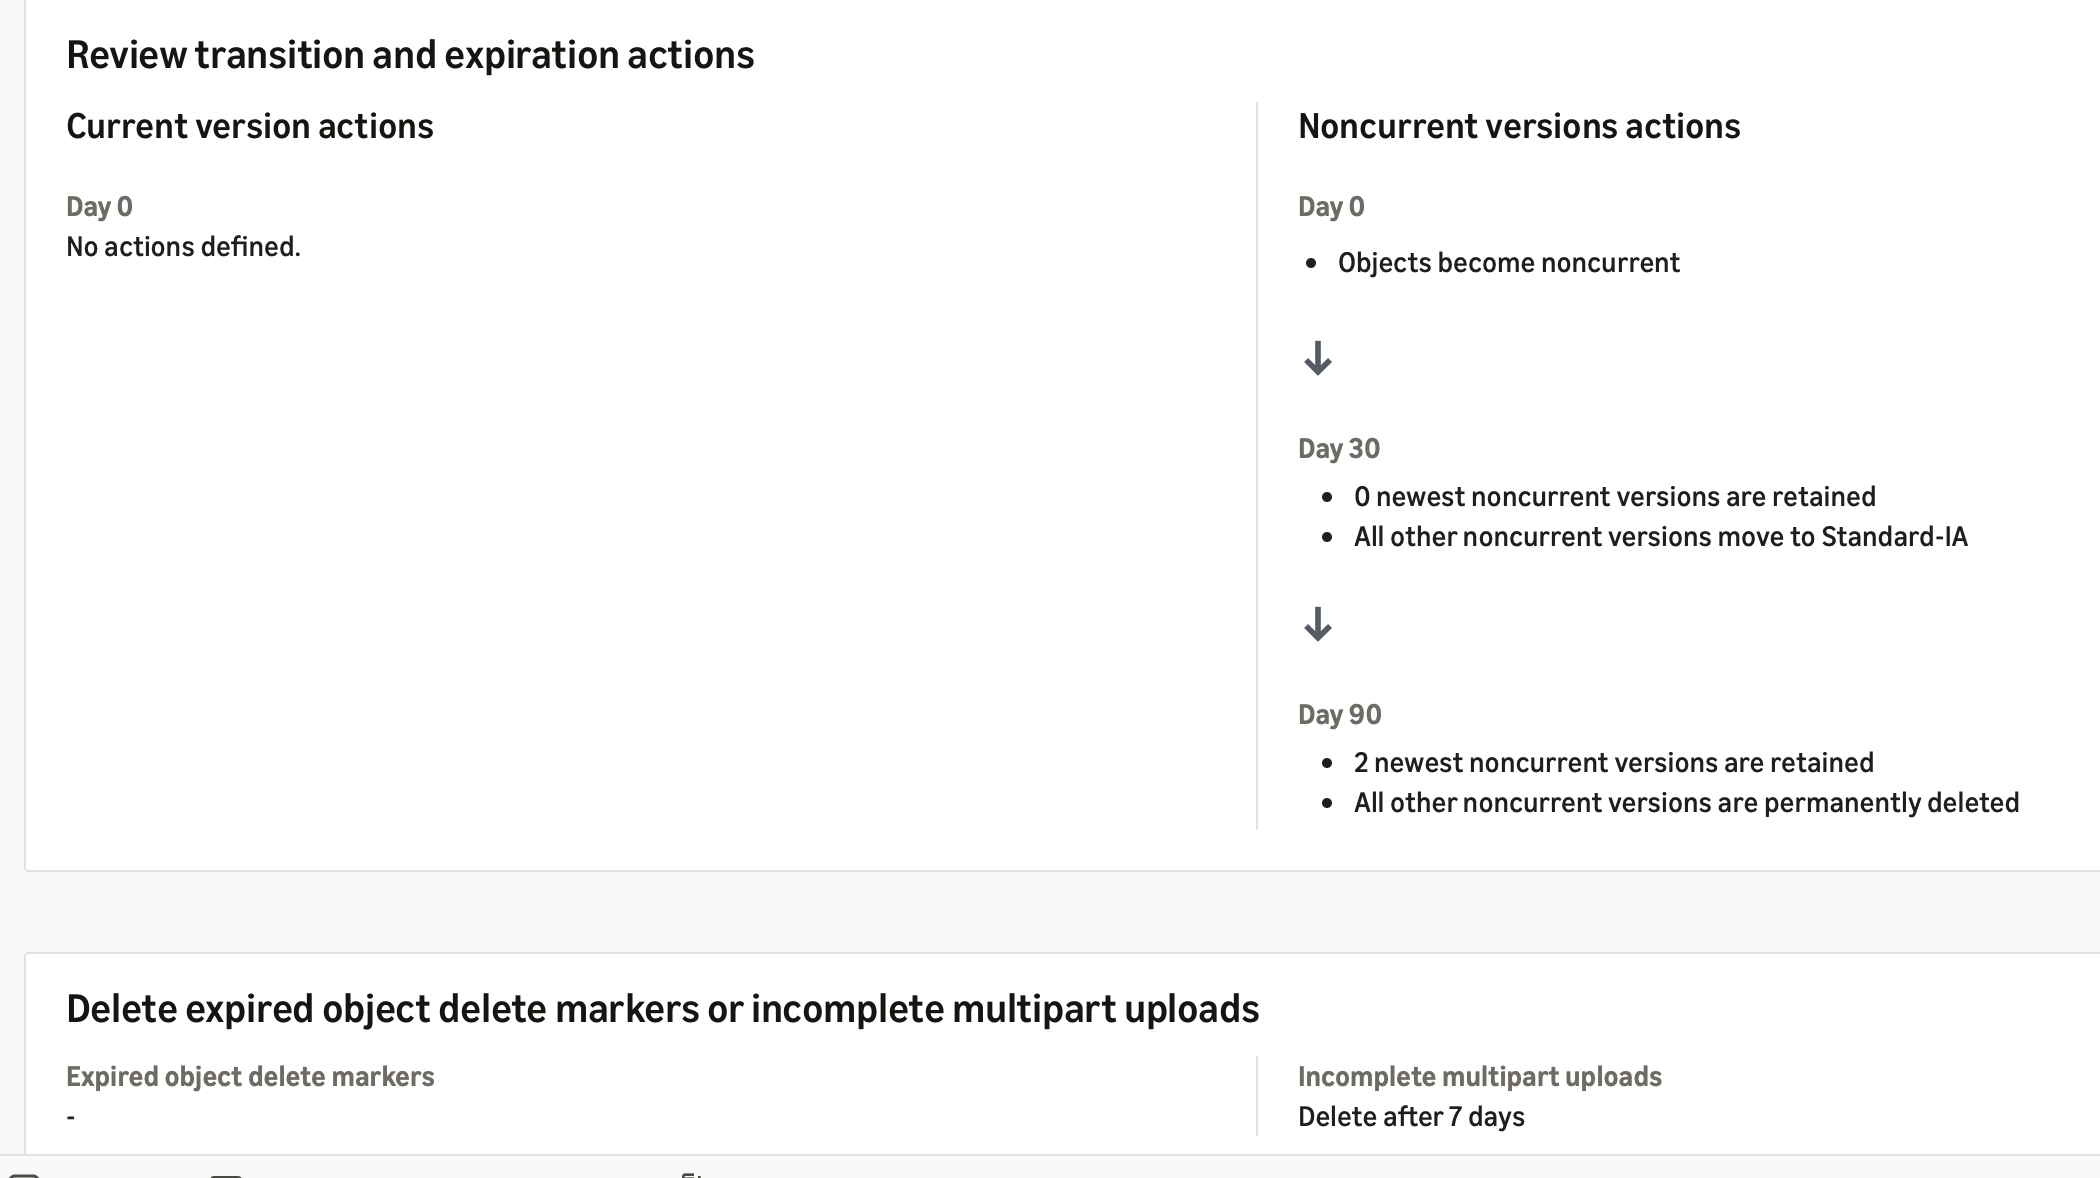 Review transition and expiration actions
Current version actions
Day 0
No actions defined.
Noncurrent versions actions
Day 0
Objects become noncurrent
Day 30
0 newest noncurrent versions are retained
All other noncurrent versions move to Standard-IA
Day 90
2 newest noncurrent versions are retained
All other noncurrent versions are permanently deleted
Delete expired object delete markers or incomplete multipart uploads
Expired object delete markers
-
Incomplete multipart uploads
Delete after 7 days